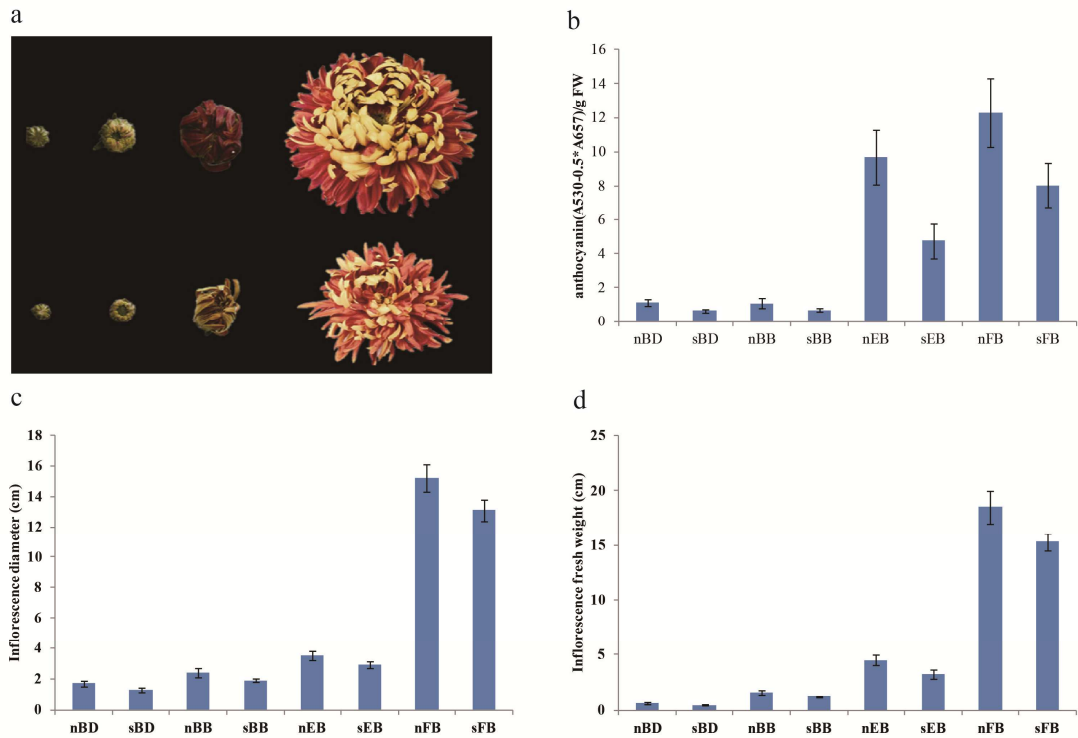 a
b
anthocyanin(A530-0.5*A657)/g FW
16
14
12
10
8
6
4
2
0
nBD sBD nBB sBB nEB sEB nFB sFB
c
Inflorescence diameter (cm)
18
16
14
12
10
8
6
4
2
0
nBD sBD nBB sBB nEB sEB nFB sFB
d
Inflorescence fresh weight (cm)
25
20
15
10
5
0
nBD sBD nBB sBB nEB sEB nFB sFB